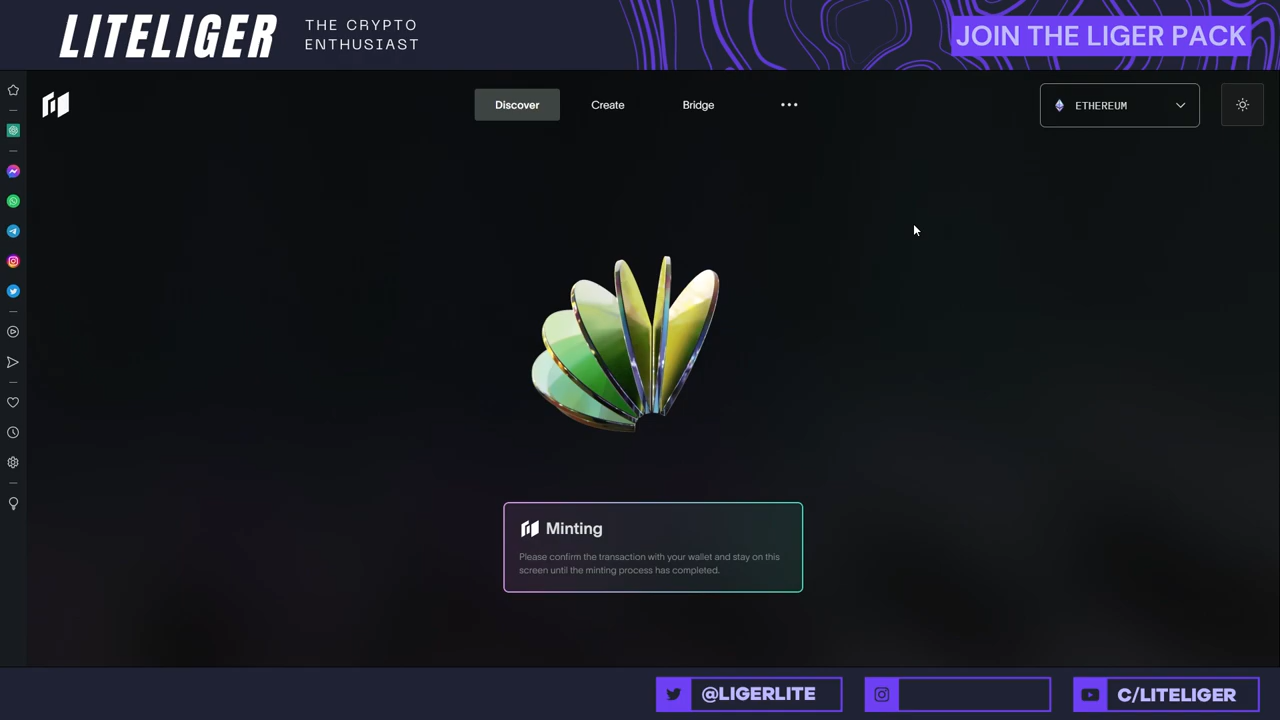 LITELIGER
THE CRYPTO
ENTHUSIAST
JOIN THE LIGER PACK
Discover
Create
Bridge
ETHEREUM
Minting
Please confirm the transaction with your wallet and stay on this
screen until the minting process has completed.
@LIGERLITE
C/LITELIGER